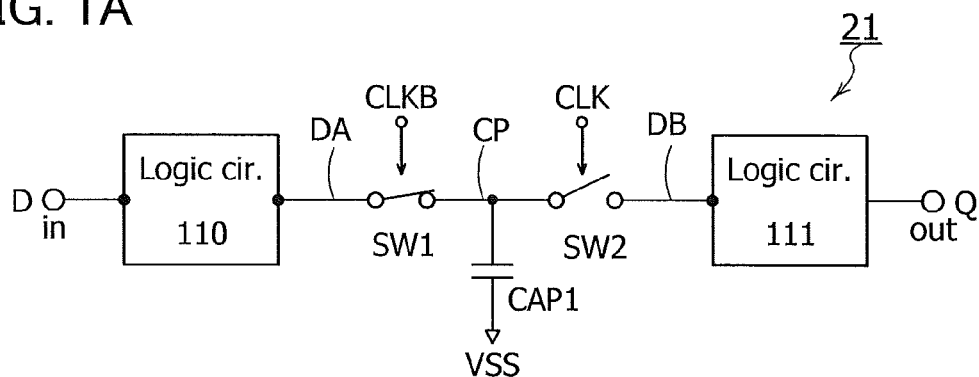 FIG. 1A
21
CLKB
CLK
DA
CP
DB
D
in
Logic cir.
110
SW1
SW2
Logic cir.
111
Q
out
CAP1
VSS